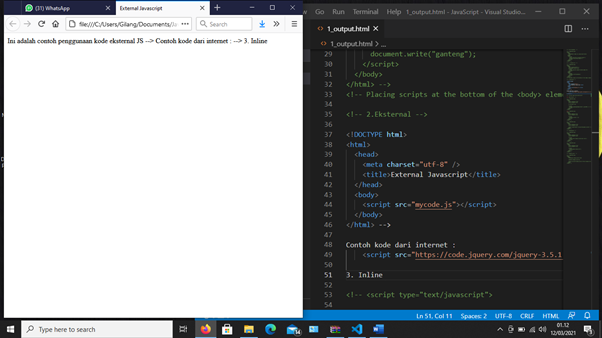 (31) WhatsApp
External Javascript
file:///C:/Users/Gilang/Documents/Ja
Search
Ini adalah contoh penggunaan kode eksternal JS --> Contoh kode dari internet : --> 3. Inline
Go Run Terminal Help 1_output.html - JavaScript - Visual Studio...
1_output.html
1_output.html > ...
29 document.write("ganteng");
30 </script>
31 </body>
32 </html> -->
33 <!-- Placing scripts at the bottom of the <body> elem
34
35 <!-- 2.Eksternal -->
36
37 <!DOCTYPE html>
38 <html>
39 <head>
40 <meta charset="utf-8" />
41 <title>External Javascript</title>
42 </head>
43 <body>
44 <script src="mycode.js"></script>
45 </body>
46 </html> -->
47
48 Contoh kode dari internet :
49 <script src="https://code.jquery.com/jquery-3.5.1
50
51 3. Inline
52
53 <!-- <script type="text/javascript">
54
Ln 51, Col 11 Spaces: 2 UTF-8 CRLF HTML
Type here to search
01.12
12/03/2021